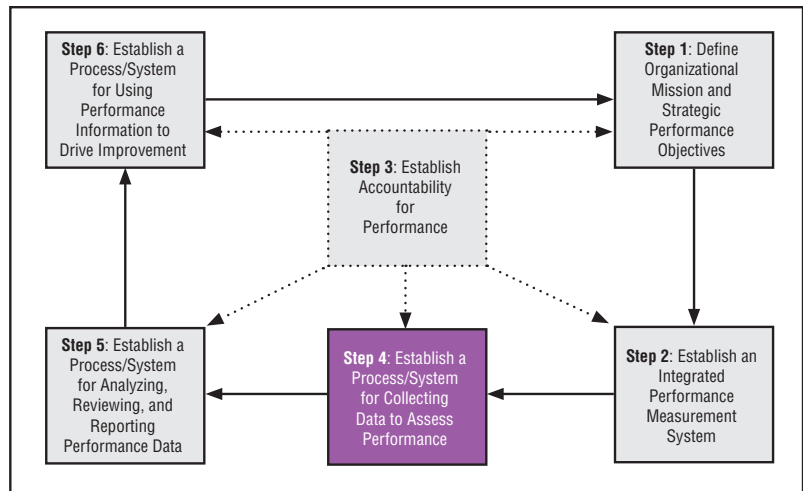 Step 6: Establish a
Process/System
for Using
Performance
Information to
Drive Improvement
Step 1: Define
Organizational
Mission and
Strategic
Performance
Objectives
Step 3: Establish
Accountability
for
Performance
Step 5: Establish a
Process/System
for Analyzing,
Reviewing, and
Reporting
Performance Data
Step 4: Establish a
Process/System
for Collecting
Data to Assess
Performance
Step 2: Establish an
Integrated
Performance
Measurement
System